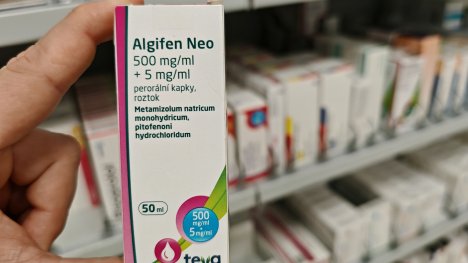 Algifen Neo
500 mg/ml
+ 5 mg/ml
perorální kapky,
roztok
Metamizolum natricum
monohydricum,
pitofenoni
hydrochloridum
50 ml
500
mg/ml
+
5 mg/ml
teva